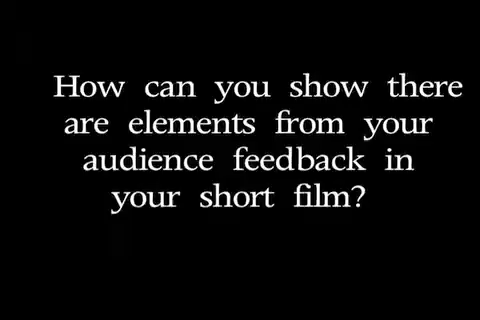 How can you show there
are elements from your
audience feedback in
your short film?